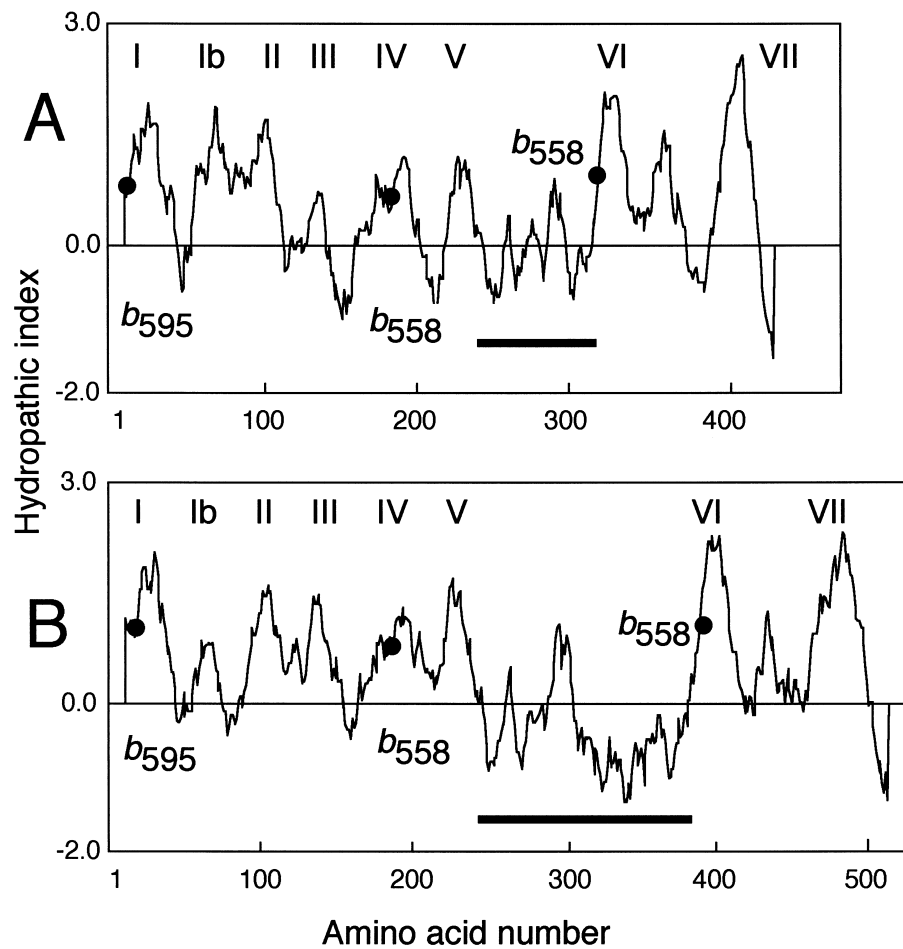 3.0
I Ib II III IV V VI VII
A
b558
0.0
b595 b558
-2.0
1 100 200 300 400
Hydropathic index
3.0
I Ib II III IV V VI VII
B
b558
0.0
b595 b558
-2.0
1 100 200 300 400 500
Amino acid number